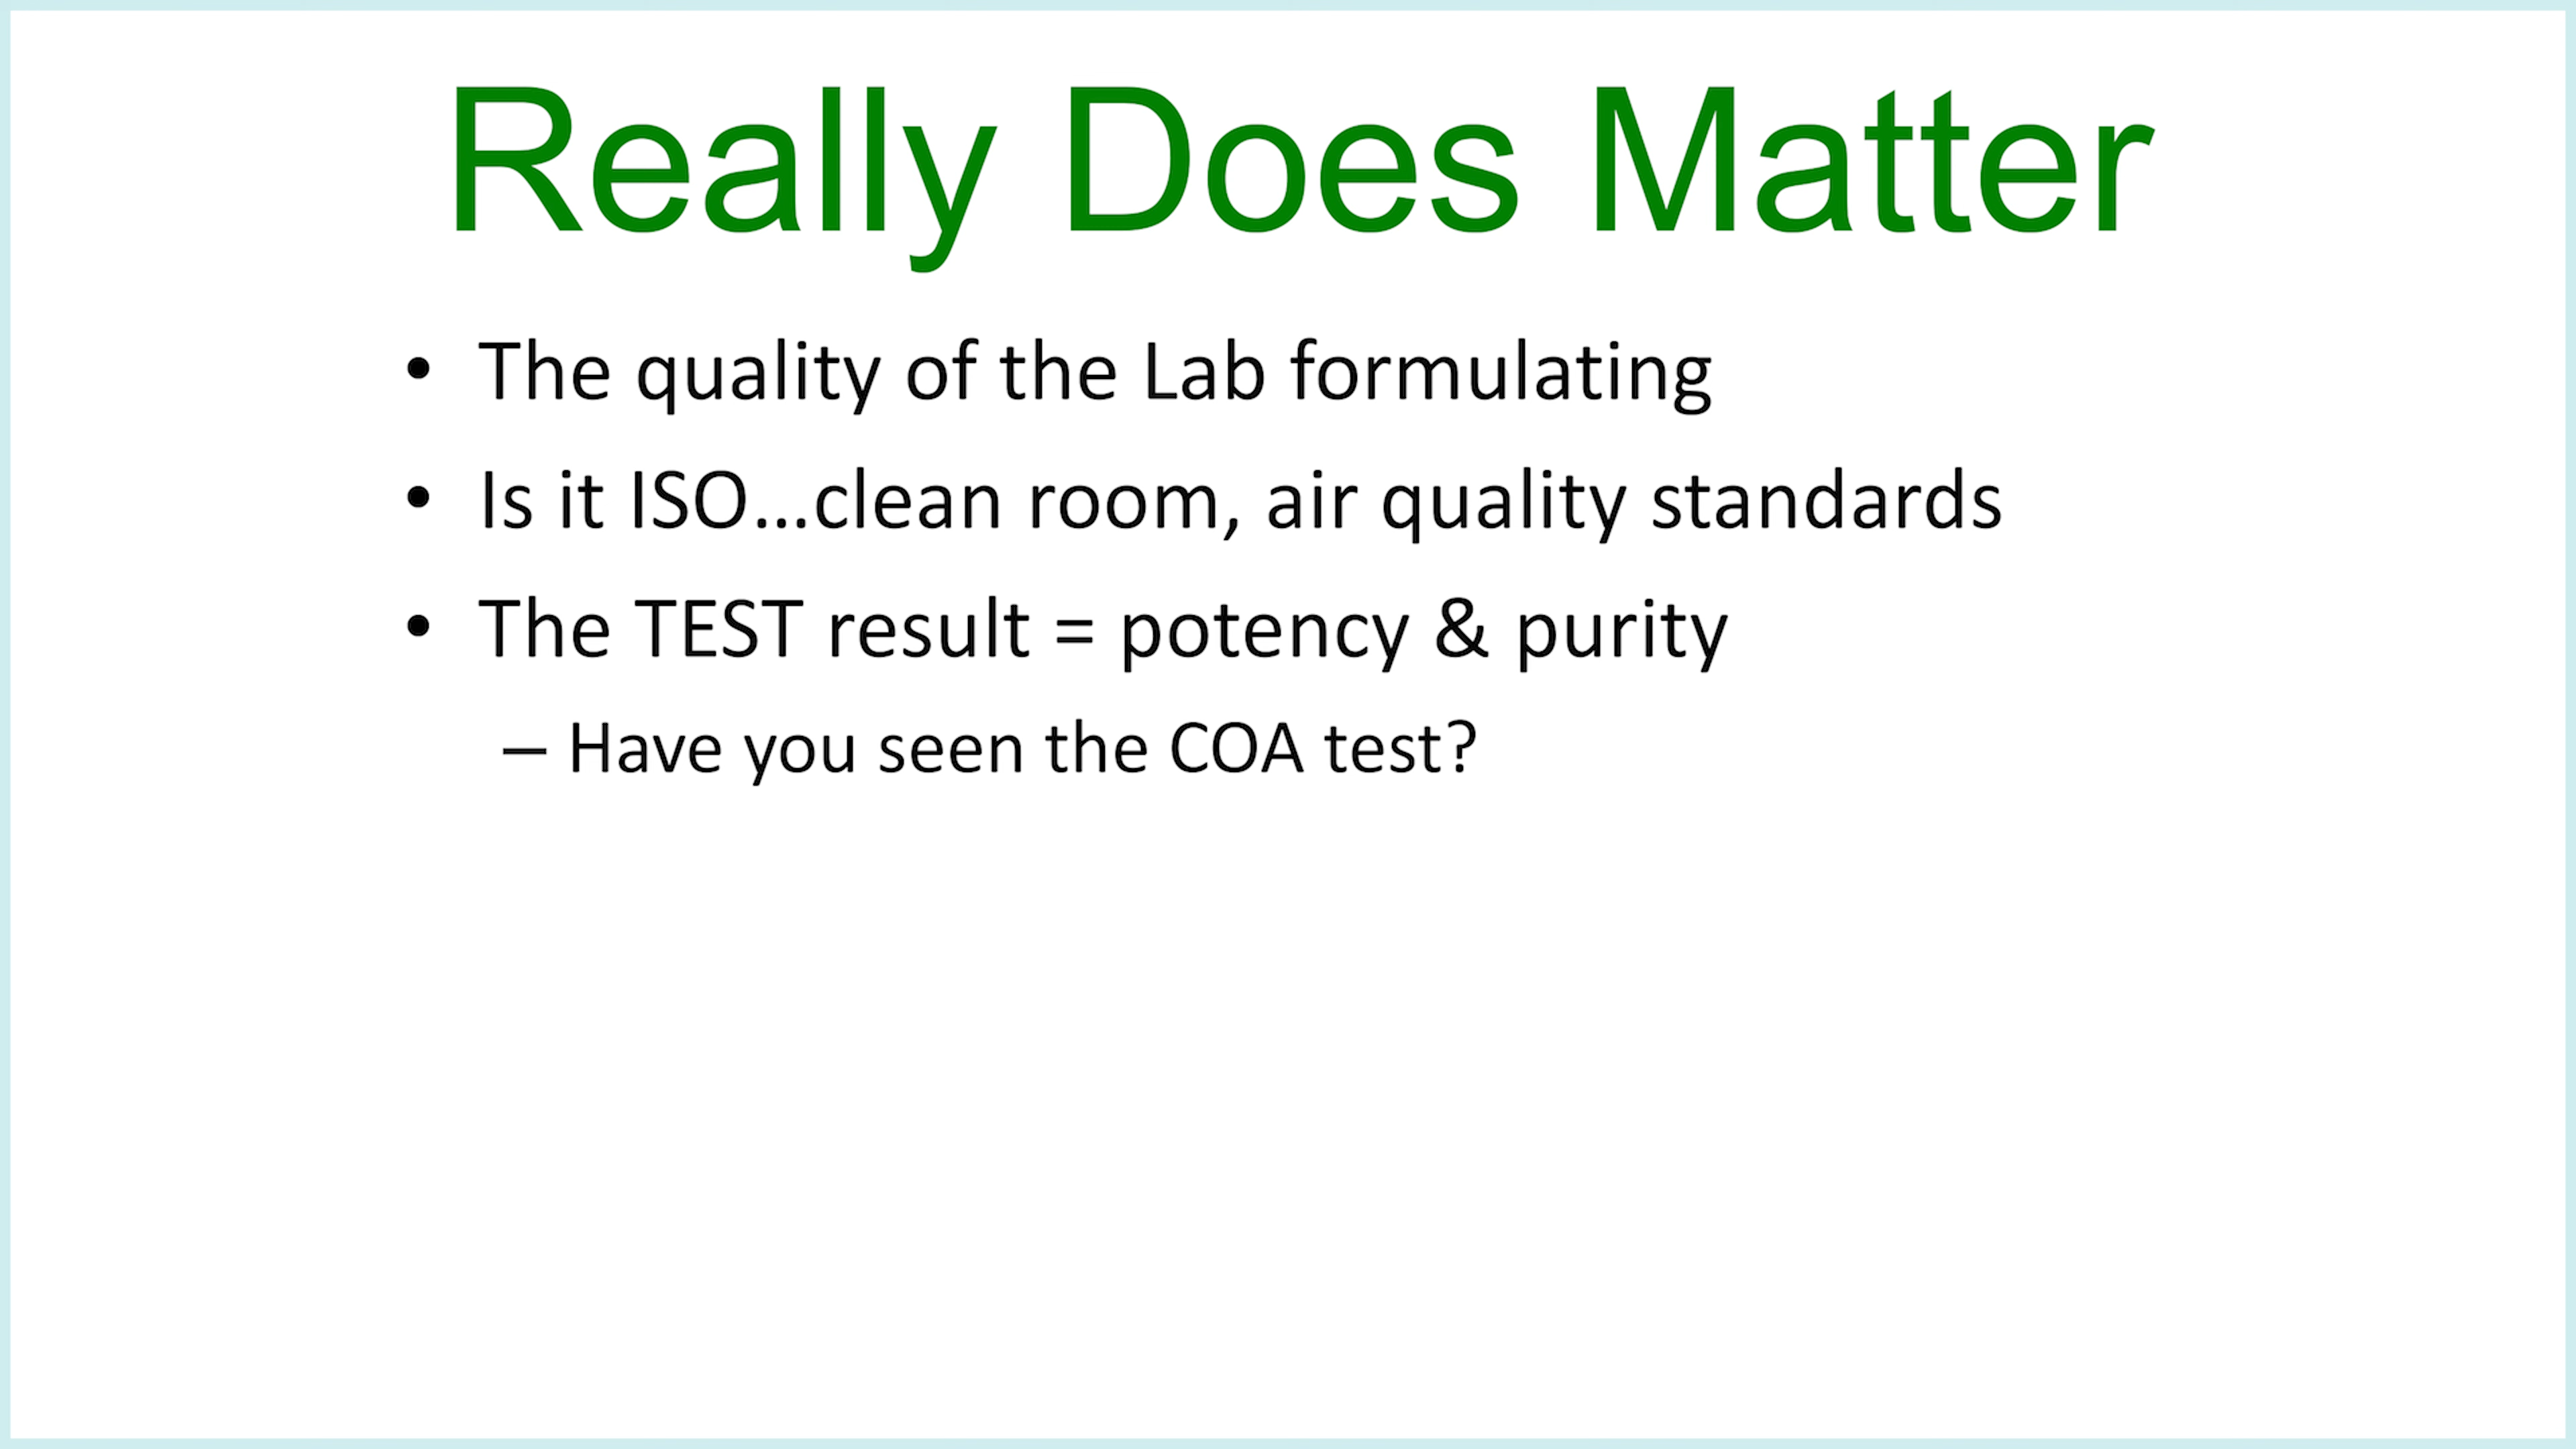 Really Does Matter
• The quality of the Lab formulating
• Is it ISO...clean room, air quality standards
• The TEST result = potency & purity
– Have you seen the COA test?